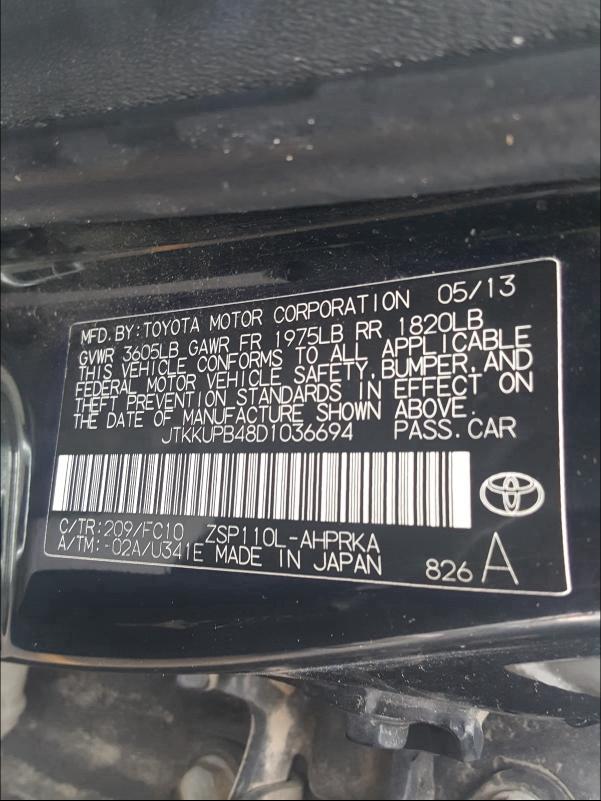 MFD. BY: TOYOTA MOTOR CORPORATION 05/13
GVWR 3605LB GAWR FR 1975LB RR 1820LB
THIS VEHICLE CONFORMS TO ALL APPLICABLE
FEDERAL MOTOR VEHICLE SAFETY, BUMPER, AND
THEFT PREVENTION STANDARDS IN EFFECT ON
THE DATE OF MANUFACTURE SHOWN ABOVE.
JTKKUPB48D1036694 PASS. CAR
C/TR: 209/FC10 ZSP110L-AHPRKA
A/TM: -02A/U341E MADE IN JAPAN
826 A